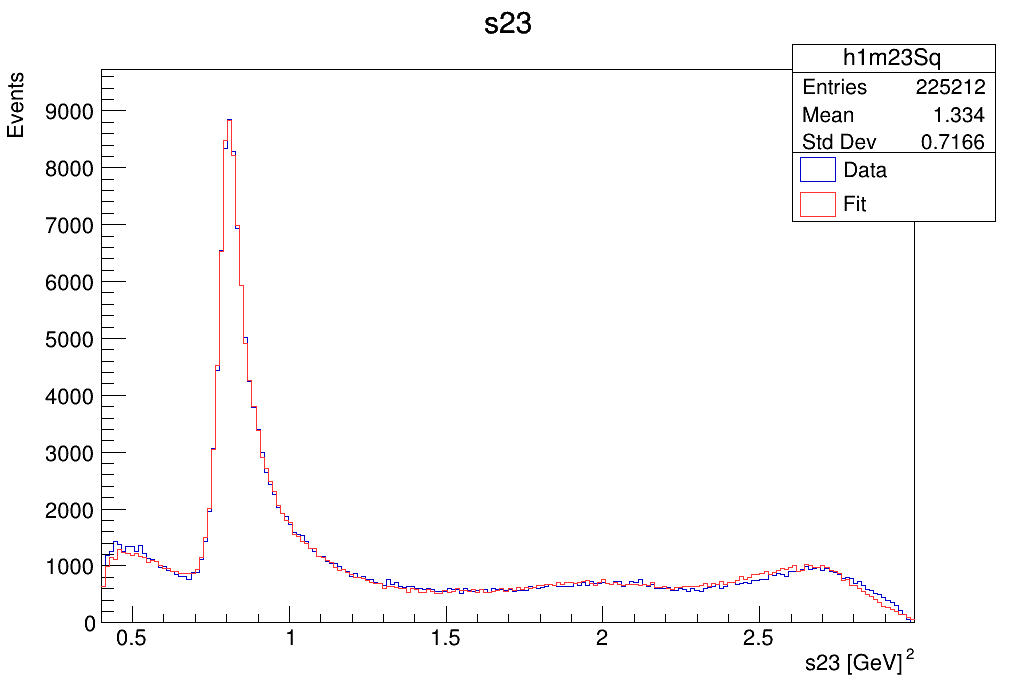 s23
h1m23Sq
Entries 225212
Mean 1.334
Std Dev 0.7166
Data
Fit
Events
9000
8000
7000
6000
5000
4000
3000
2000
1000
0
0.5 1 1.5 2 2.5
s23 [GeV]²